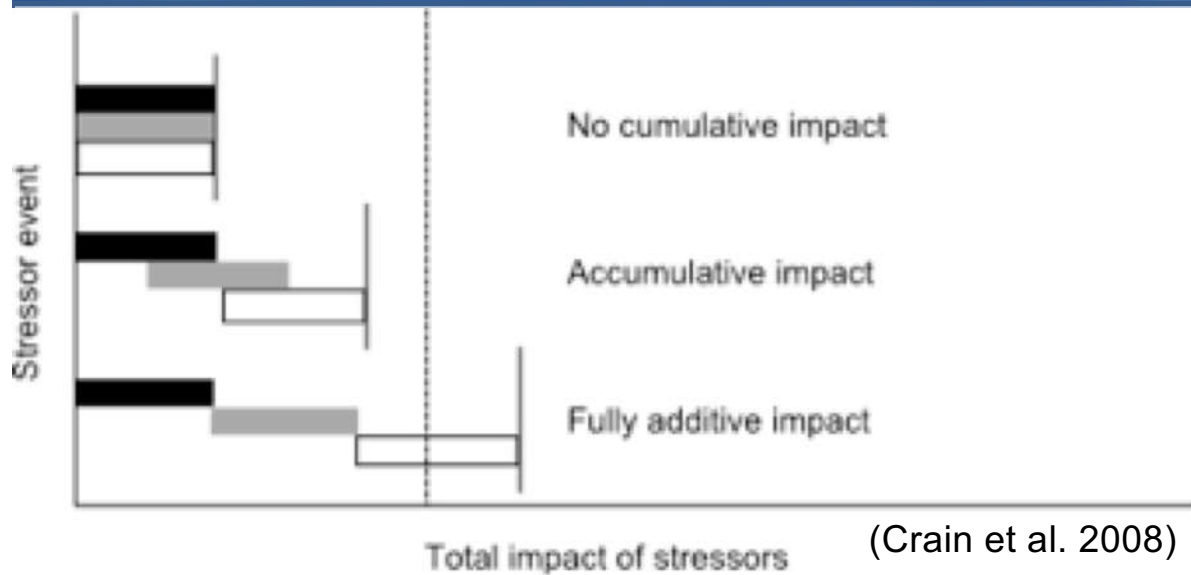 No cumulative impact
Stressor event
Accumulative impact
Fully additive impact
(Crain et al. 2008)
Total impact of stressors